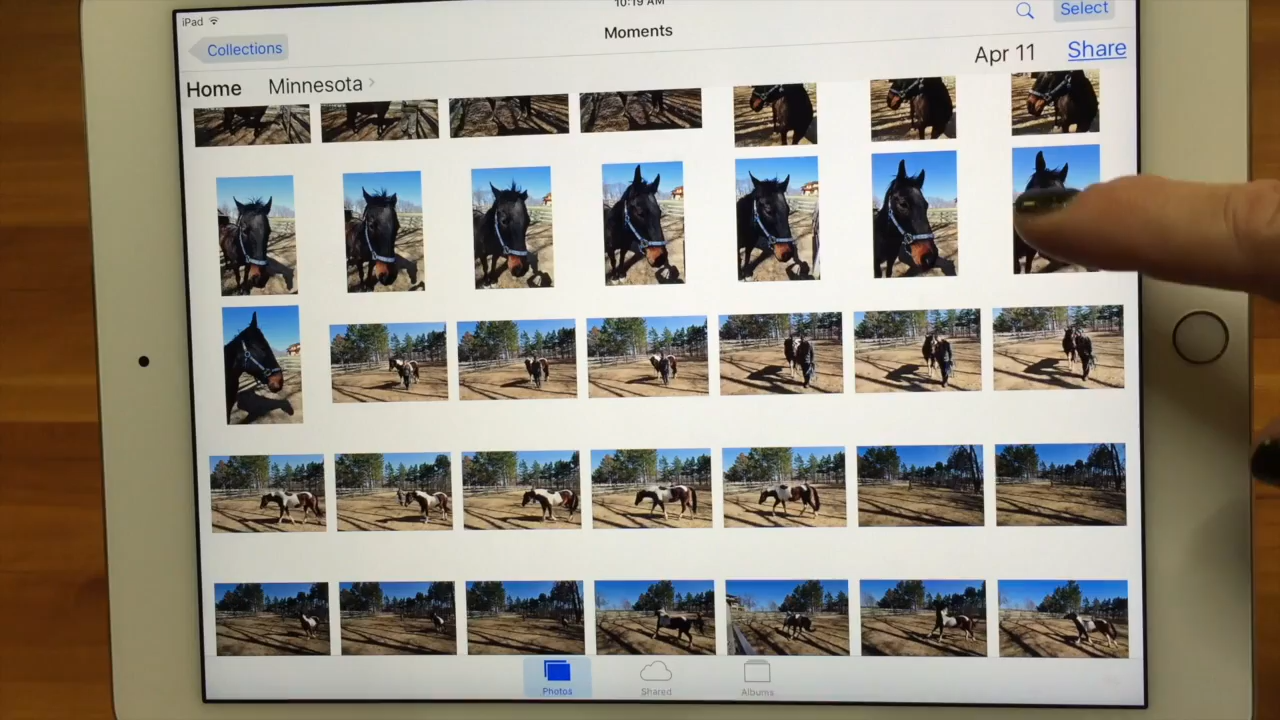 iPad
10:19 AM
Moments
Select
Collections
Apr 11
Share
Home
Minnesota
Photos
Shared
Albums